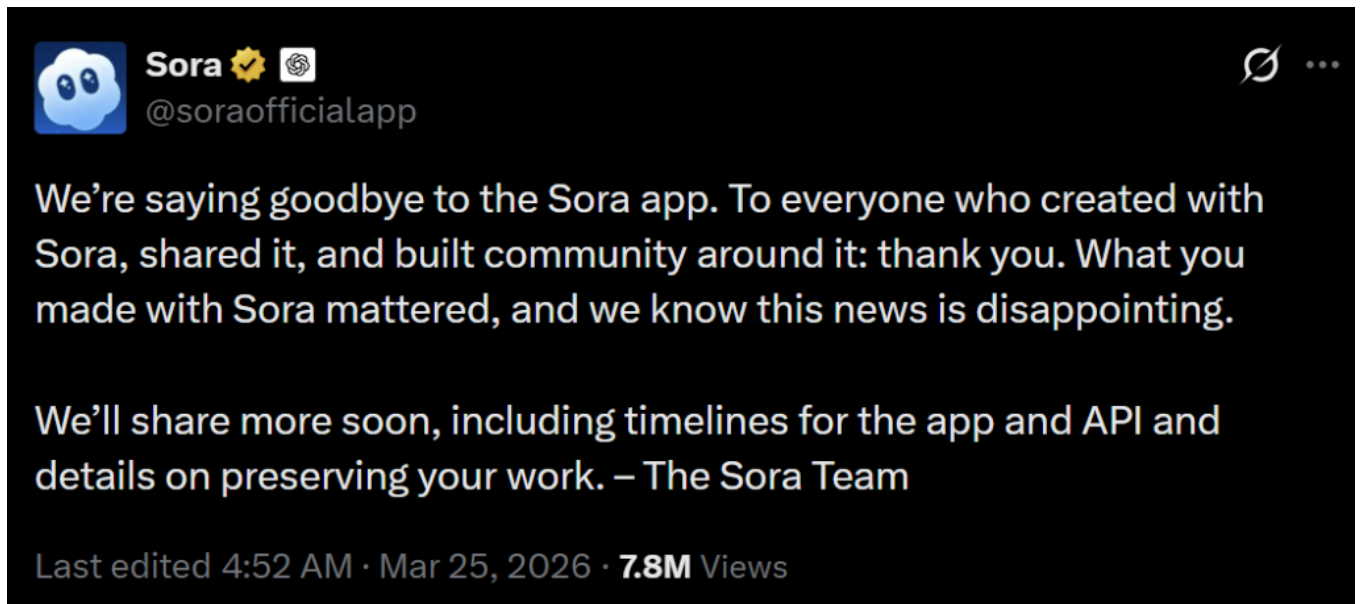 Sora
@soraofficialapp
We’re saying goodbye to the Sora app. To everyone who created with
Sora, shared it, and built community around it: thank you. What you
made with Sora mattered, and we know this news is disappointing.
We’ll share more soon, including timelines for the app and API and
details on preserving your work. – The Sora Team
Last edited 4:52 AM · Mar 25, 2026 · 7.8M Views